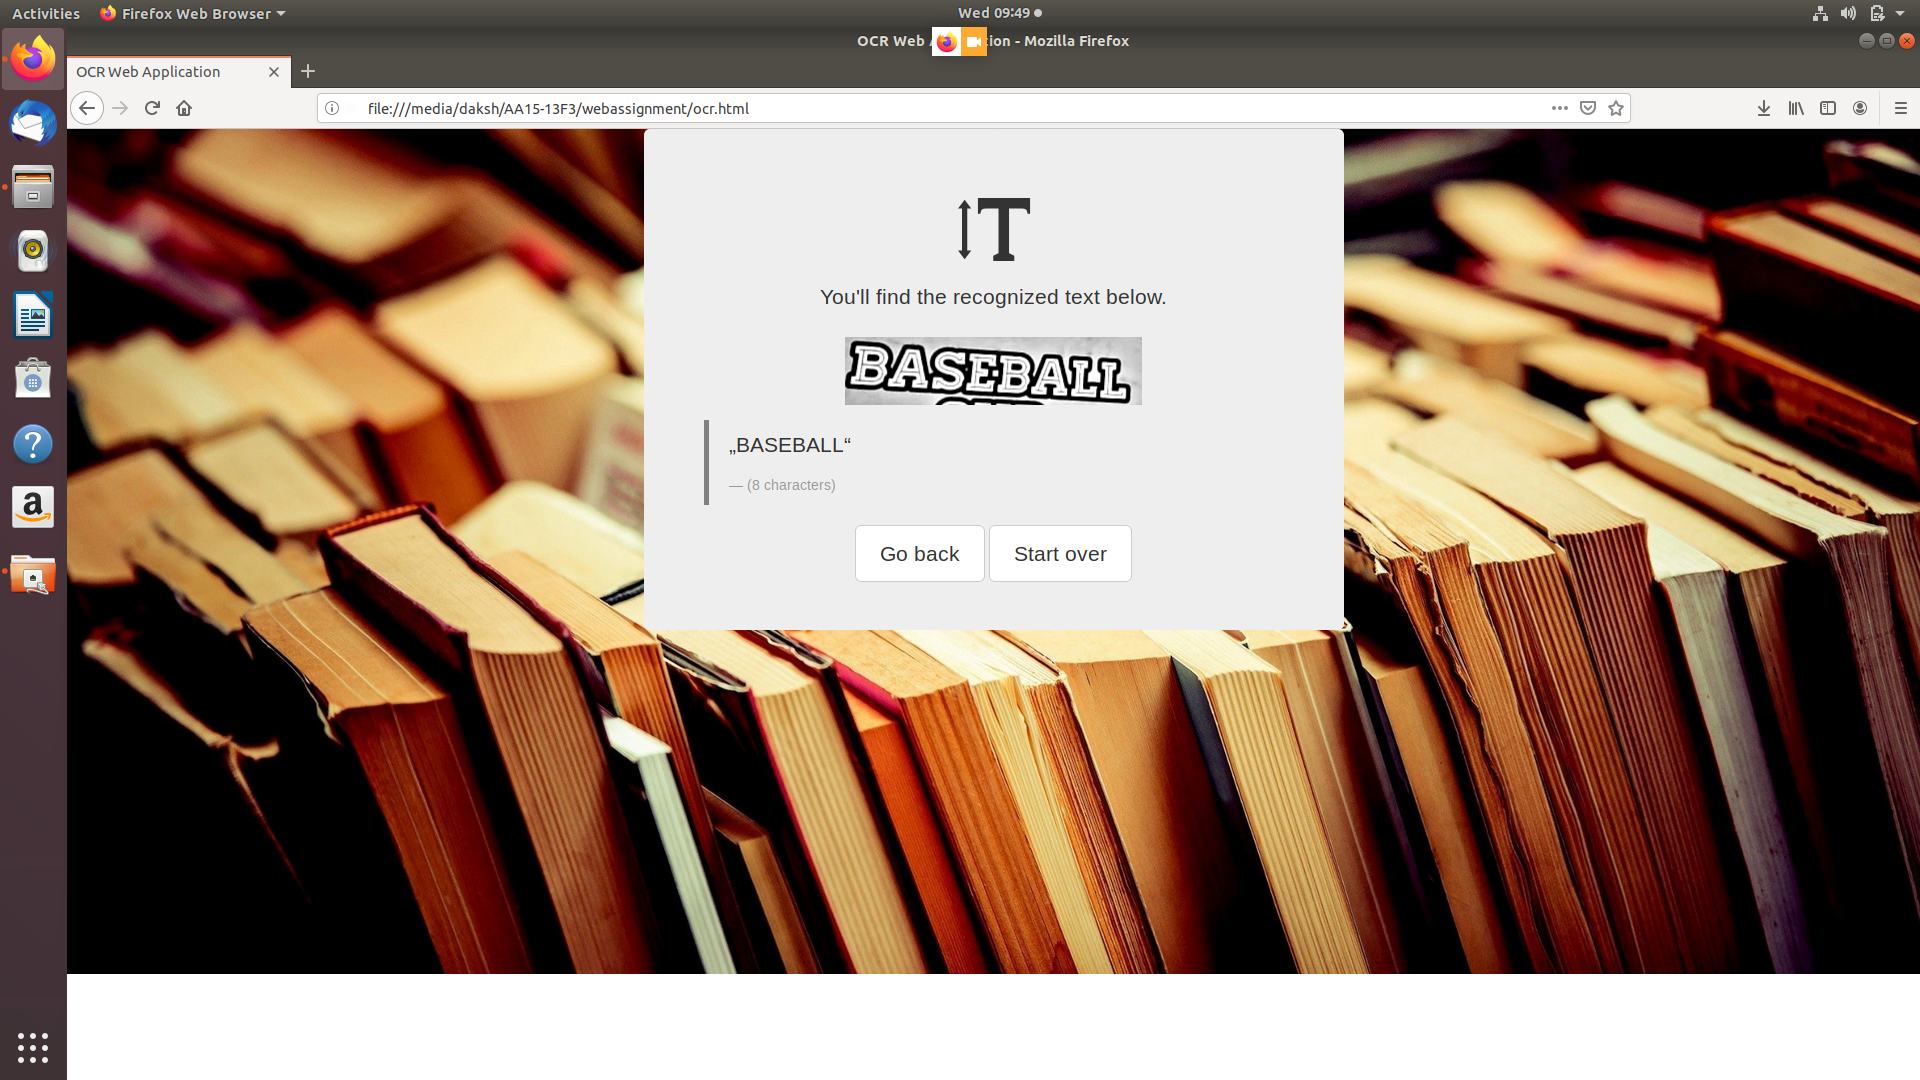 Activities
Firefox Web Browser
Wed 09:49
OCR Web ion - Mozilla Firefox
OCR Web Application
file:///media/daksh/AA15-13F3/webassignment/ocr.html
T
You'll find the recognized text below.
BASEBALL
„BASEBALL“
— (8 characters)
Go back
Start over